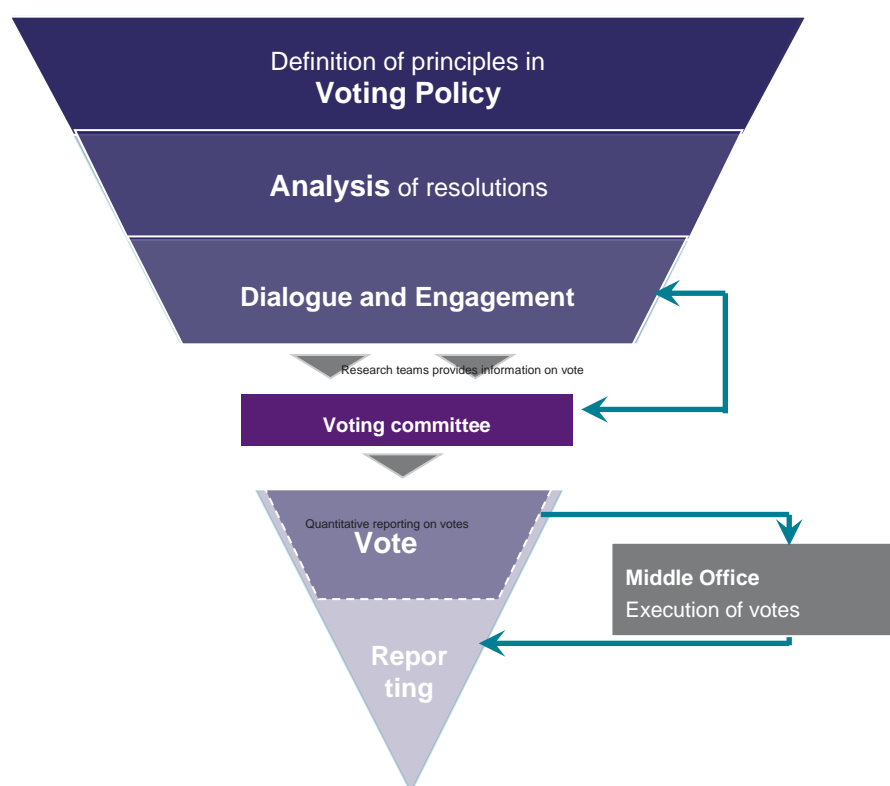 Definition of principles in
Voting Policy
Analysis of resolutions
Dialogue and Engagement
Research teams provides information on vote
Voting committee
Quantitative reporting on votes
Vote
Middle Office
Execution of votes
Repor
ting